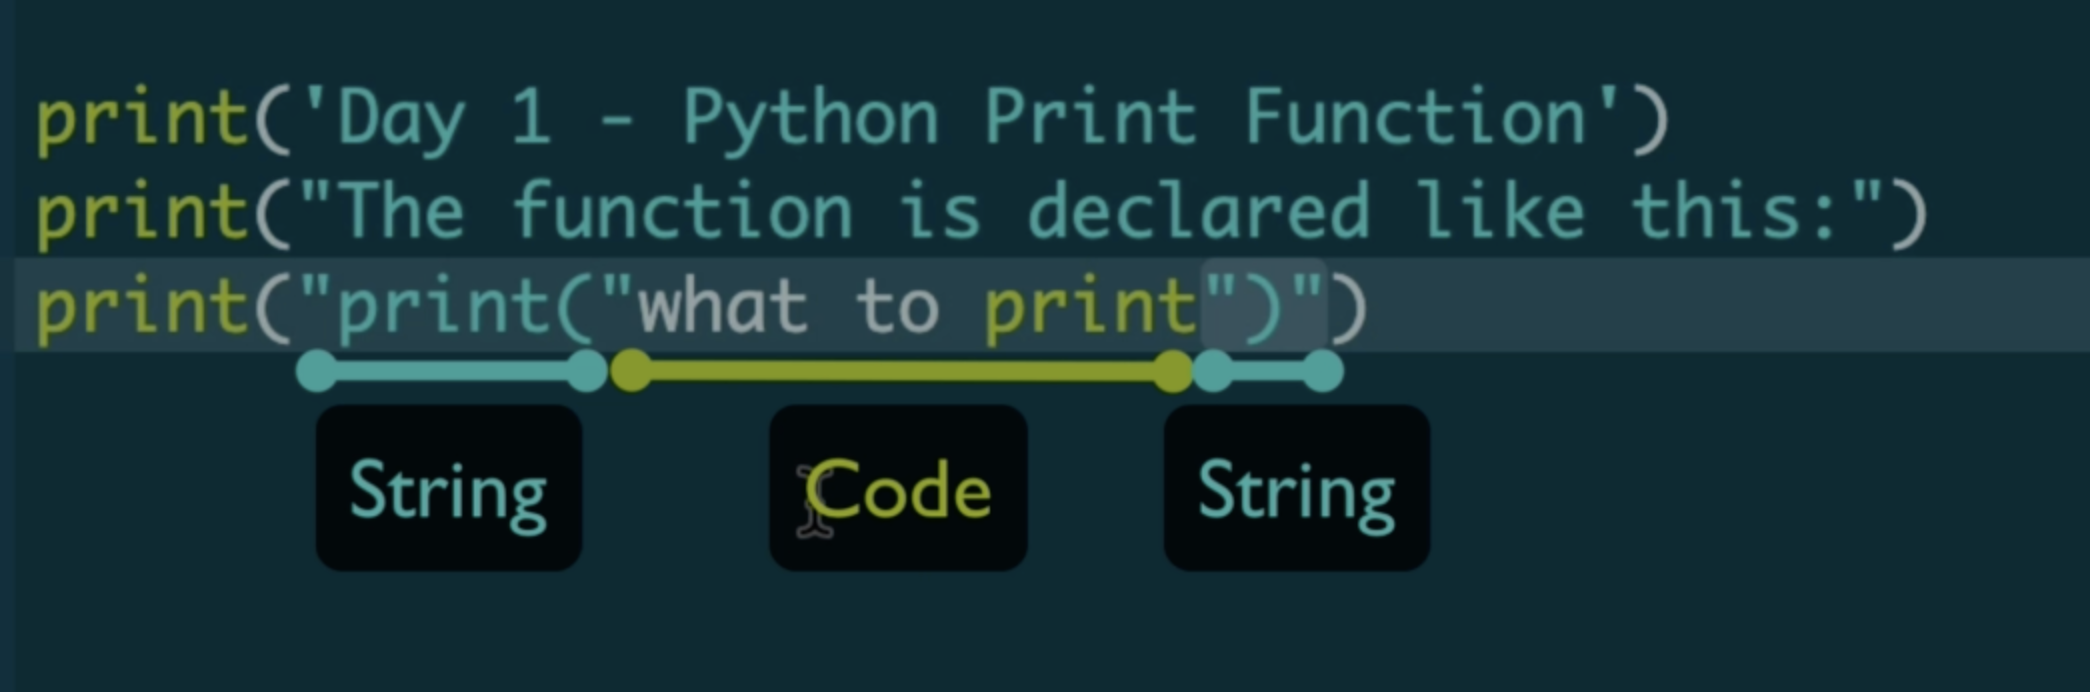 print('Day 1 - Python Print Function')
print("The function is declared like this:")
print("print("what to print")")
String Code String